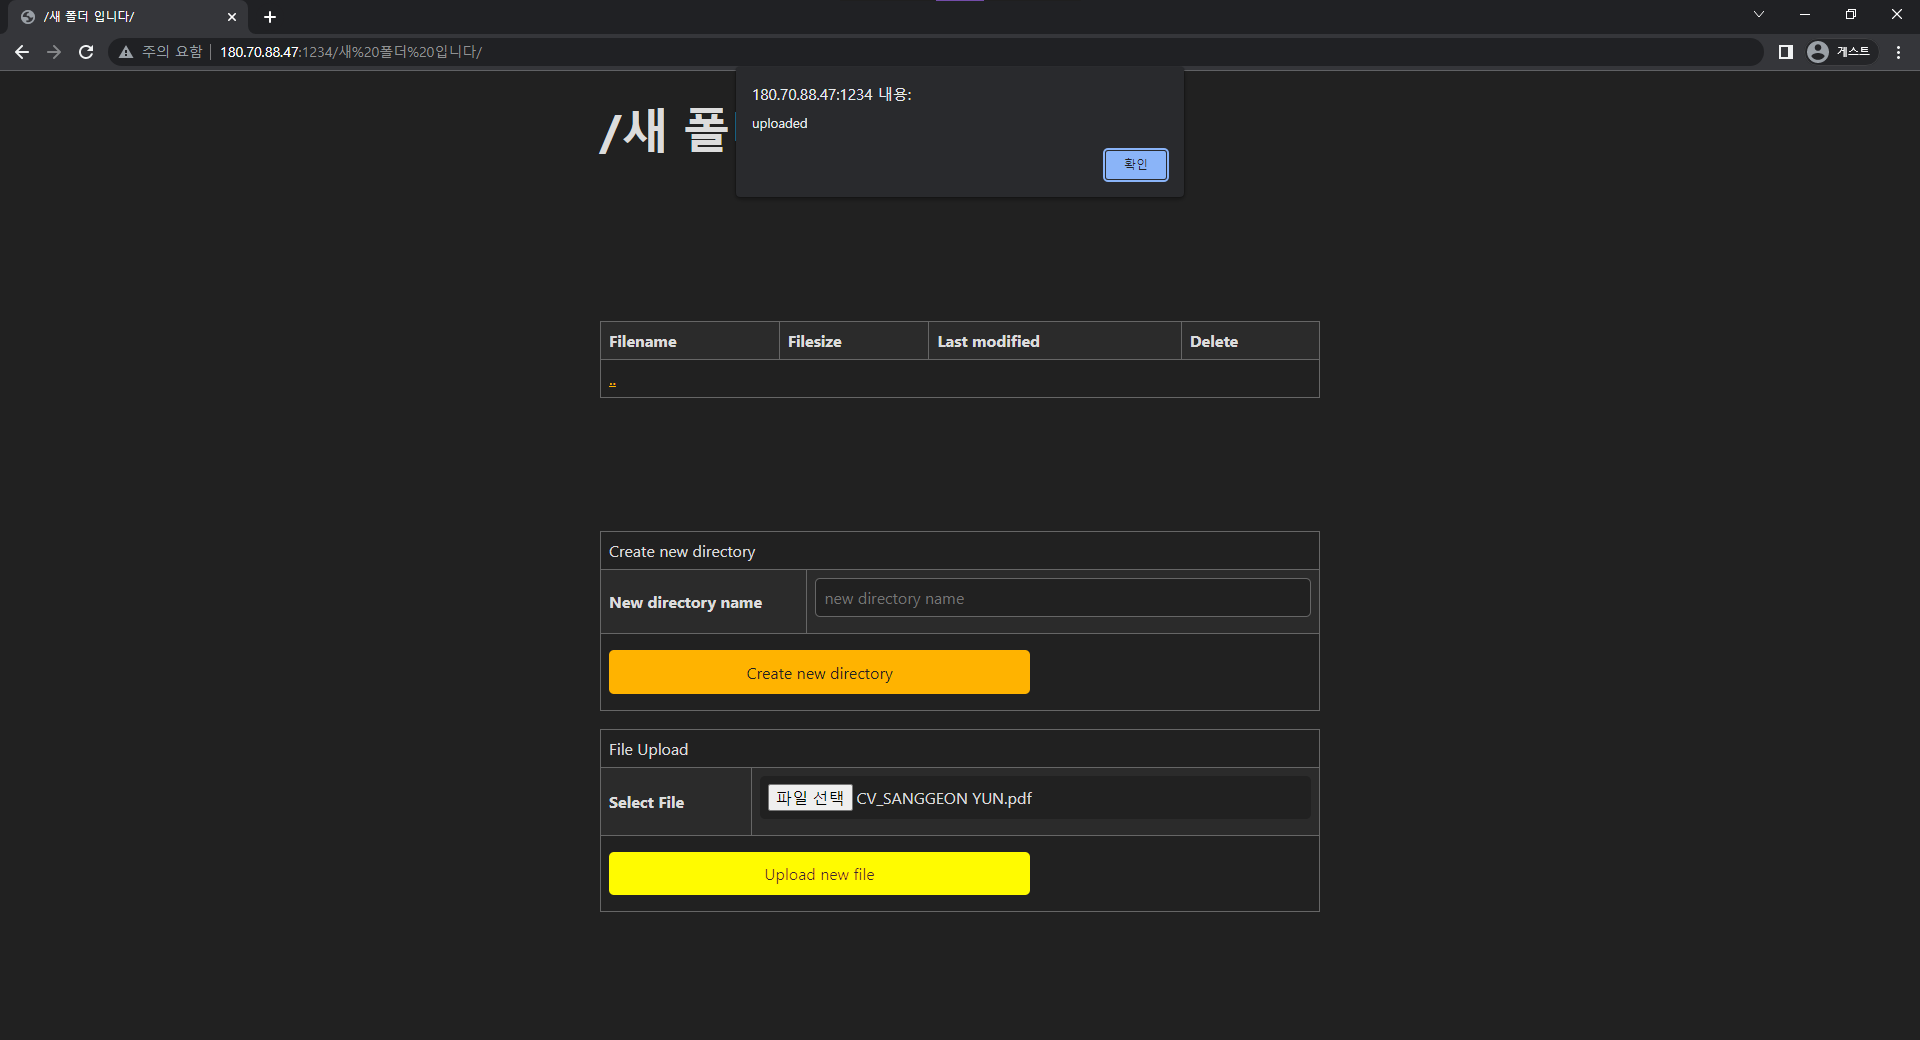 /새 폴더 입니다/
주의 요함 180.70.88.47:1234/새%20폴더%20입니다/
게스트
180.70.88.47:1234 내용:
uploaded
확인
/새 폴
Filename Filesize Last modified Delete
..
Create new directory
New directory name new directory name
Create new directory
File Upload
Select File 파일 선택 CV_SANGGEON YUN.pdf
Upload new file